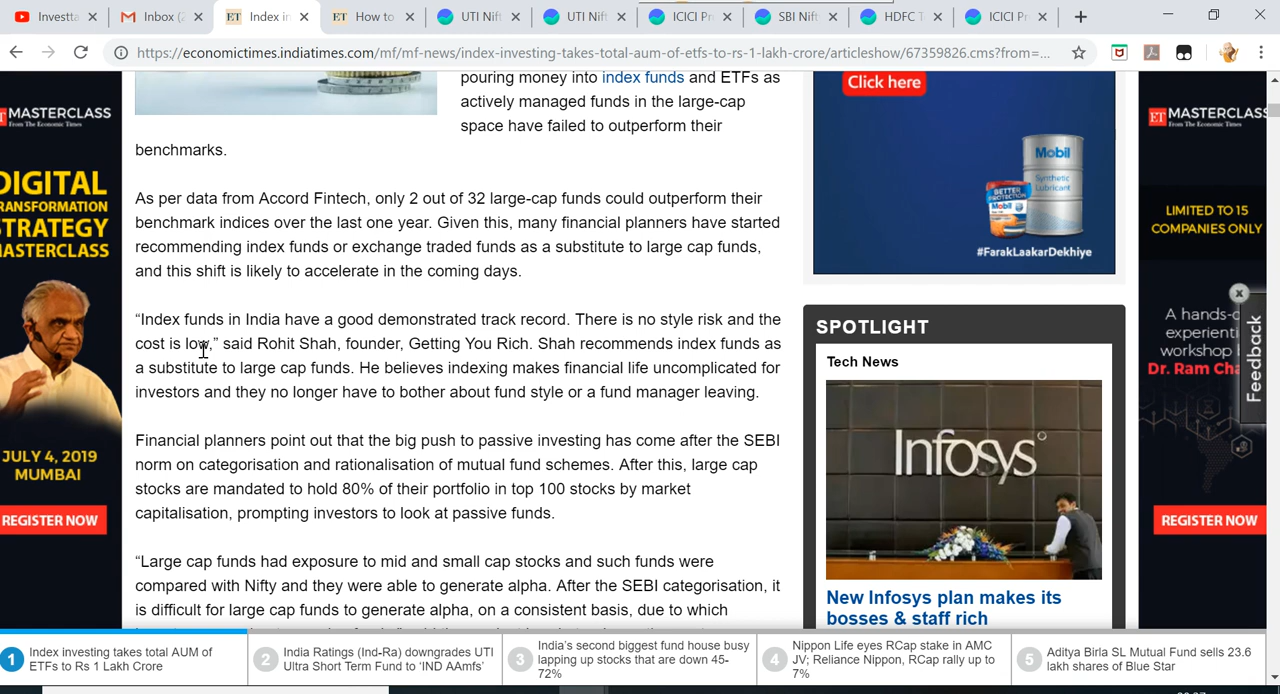 Investta
Inbox (
ET Index in
ET How to
UTI Nift
UTI Nift
ICICI Pr
SBI Nift
HDFC T
ICICI Pr
https://economictimes.indiatimes.com/mf/mf-news/index-investing-takes-total-aum-of-etfs-to-rs-1-lakh-crore/articleshow/67359826.cms?from=...
pouring money into index funds and ETFs as
actively managed funds in the large-cap
space have failed to outperform their
benchmarks.
As per data from Accord Fintech, only 2 out of 32 large-cap funds could outperform their
benchmark indices over the last one year. Given this, many financial planners have started
recommending index funds or exchange traded funds as a substitute to large cap funds,
and this shift is likely to accelerate in the coming days.
“Index funds in India have a good demonstrated track record. There is no style risk and the
cost is low,” said Rohit Shah, founder, Getting You Rich. Shah recommends index funds as
a substitute to large cap funds. He believes indexing makes financial life uncomplicated for
investors and they no longer have to bother about fund style or a fund manager leaving.
Financial planners point out that the big push to passive investing has come after the SEBI
norm on categorisation and rationalisation of mutual fund schemes. After this, large cap
stocks are mandated to hold 80% of their portfolio in top 100 stocks by market
capitalisation, prompting investors to look at passive funds.
“Large cap funds had exposure to mid and small cap stocks and such funds were
compared with Nifty and they were able to generate alpha. After the SEBI categorisation, it
is difficult for large cap funds to generate alpha, on a consistent basis, due to which
MASTERCLASS
From The Economic Times
DIGITAL
TRANSFORMATION
STRATEGY
MASTERCLASS
JULY 4, 2019
MUMBAI
REGISTER NOW
Click here
Mobil
Synthetic
Lubricant
BETTER
PROTECTION
Mobil
#FarakLaakarDekhiye
SPOTLIGHT
Tech News
Infosys
New Infosys plan makes its
bosses & staff rich
ET MASTERCLASS
From The Economic Times
LIMITED TO 15
COMPANIES ONLY
A hands-o
experienti
workshop b
Dr. Ram Cha
REGISTER NOW
Feedback
1 Index investing takes total AUM of
ETFs to Rs 1 Lakh Crore
2 India Ratings (Ind-Ra) downgrades UTI
Ultra Short Term Fund to ‘IND AAmfs’
3 India’s second biggest fund house busy
lapping up stocks that are down 45-
72%
4 Nippon Life eyes RCap stake in AMC
JV; Reliance Nippon, RCap rally up to
7%
5 Aditya Birla SL Mutual Fund sells 23.6
lakh shares of Blue Star